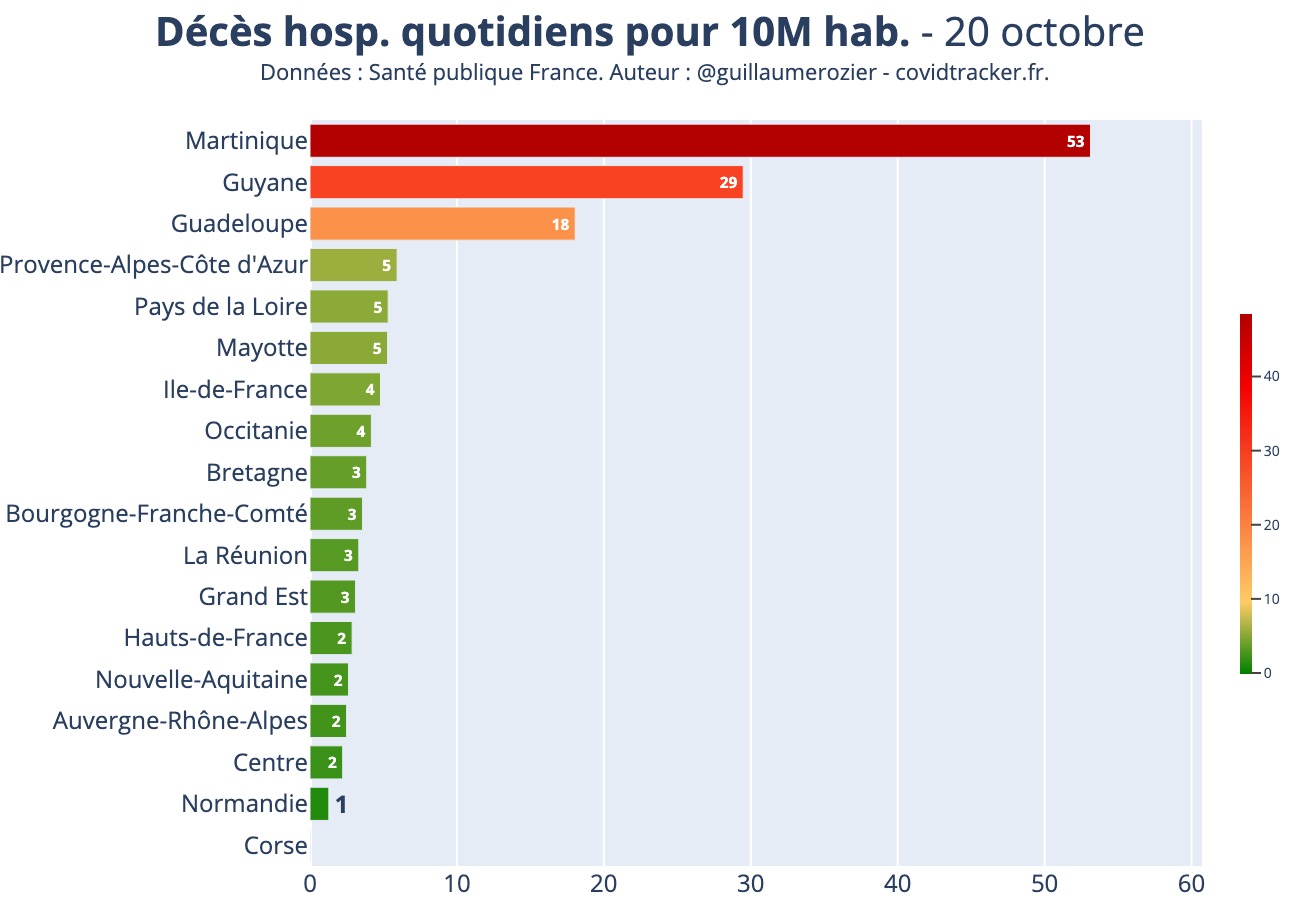 Décès hosp. quotidiens pour 10M hab. - 20 octobre
Données : Santé publique France. Auteur : @guillaumerozier - covidtracker.fr.
Martinique 53
Guyane 29
Guadeloupe 18
Provence-Alpes-Côte d'Azur 5
Pays de la Loire 5
Mayotte 5
Ile-de-France 4
Occitanie 4
Bretagne 3
Bourgogne-Franche-Comté 3
La Réunion 3
Grand Est 3
Hauts-de-France 2
Nouvelle-Aquitaine 2
Auvergne-Rhône-Alpes 2
Centre 2
Normandie 1
Corse
0 10 20 30 40 50 60
40
30
20
10
0